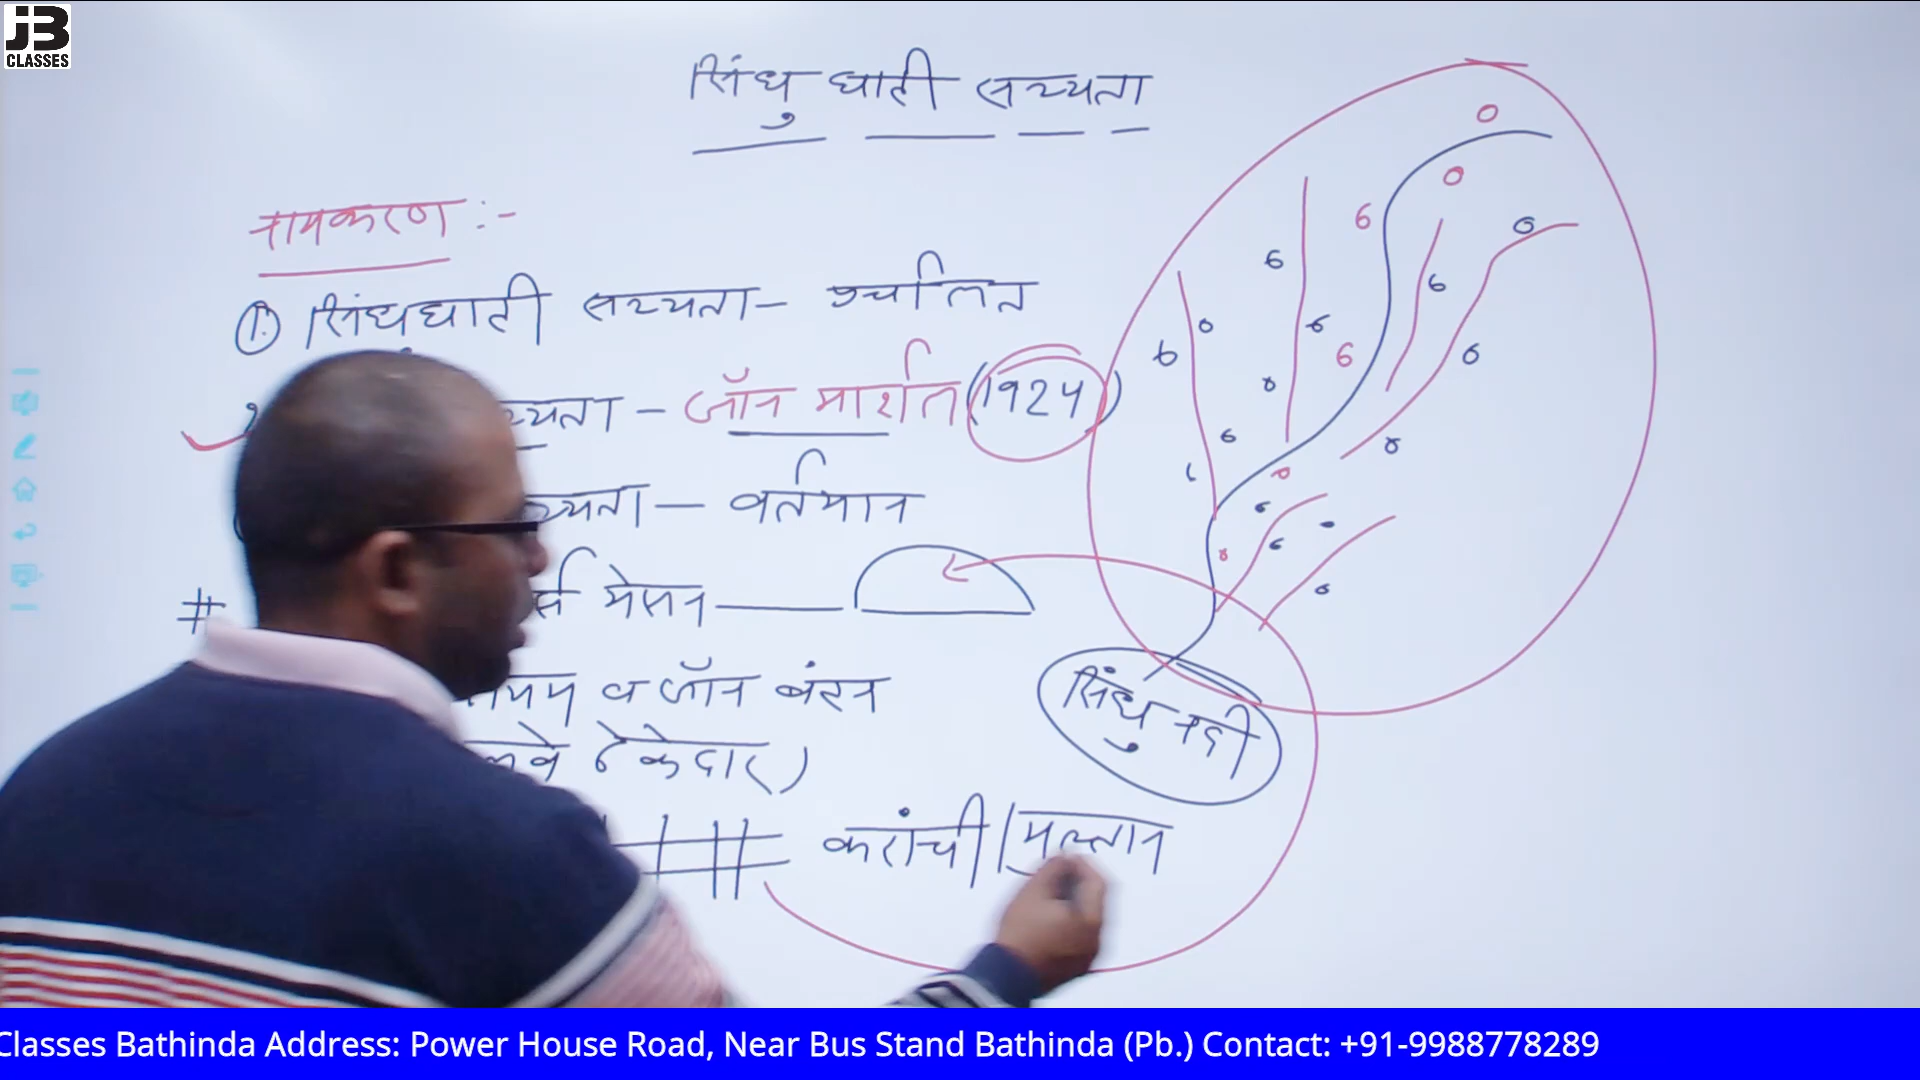 JB
CLASSES
सिंधु घाटी सभ्यता
नामकरण :-
① सिंधुघाटी सभ्यता - प्रचलित
सभ्यता - जॉन मार्शल (1924)
सभ्यता - वर्तमान
# र्स मेसन
व जॉन बंटन
ठेकेदार)
सिंधु नदी
करांची / मुल्तान
Classes Bathinda Address: Power House Road, Near Bus Stand Bathinda (Pb.) Contact: +91-9988778289